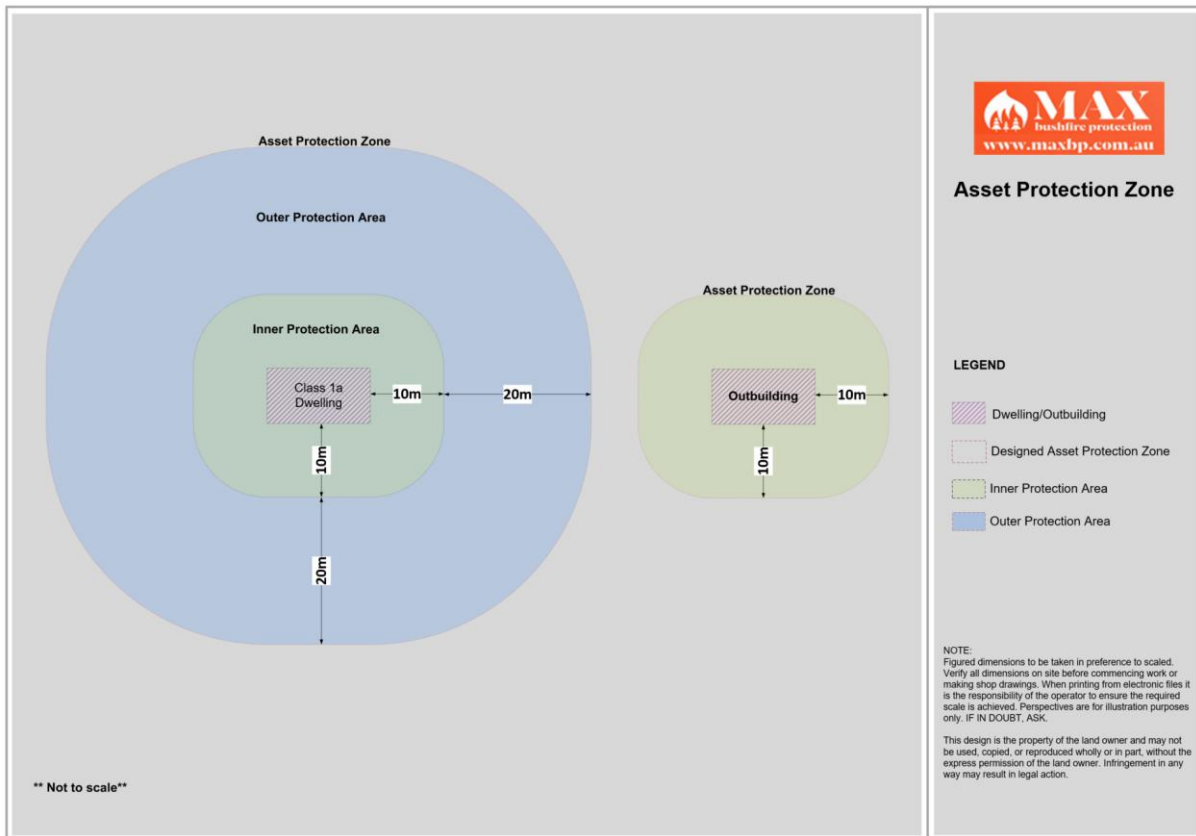 Asset Protection Zone
Outer Protection Area
Inner Protection Area
Class 1a
Dwelling
10m
20m
10m
20m
Asset Protection Zone
Outbuilding
10m
10m
** Not to scale**
MAX
bushfire protection
www.maxbp.com.au
Asset Protection Zone
LEGEND
Dwelling/Outbuilding
Designed Asset Protection Zone
Inner Protection Area
Outer Protection Area
NOTE:
Figured dimensions to be taken in preference to scaled.
Verify all dimensions on site before commencing work or
making shop drawings. When printing from electronic files it
is the responsibility of the operator to ensure the required
scale is achieved. Perspectives are for illustration purposes
only. IF IN DOUBT, ASK.
This design is the property of the land owner and may not
be used, copied, or reproduced wholly or in part, without the
express permission of the land owner. Infringement in any
way may result in legal action.